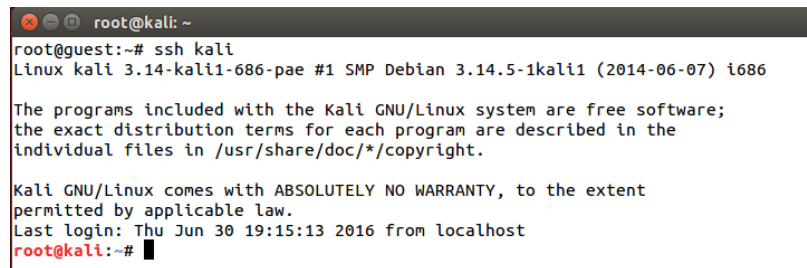 root@kali: ~
root@guest:~# ssh kali
Linux kali 3.14-kali1-686-pae #1 SMP Debian 3.14.5-1kali1 (2014-06-07) i686
The programs included with the Kali GNU/Linux system are free software;
the exact distribution terms for each program are described in the
individual files in /usr/share/doc/*/copyright.
Kali GNU/Linux comes with ABSOLUTELY NO WARRANTY, to the extent
permitted by applicable law.
Last login: Thu Jun 30 19:15:13 2016 from localhost
root@kali:~#